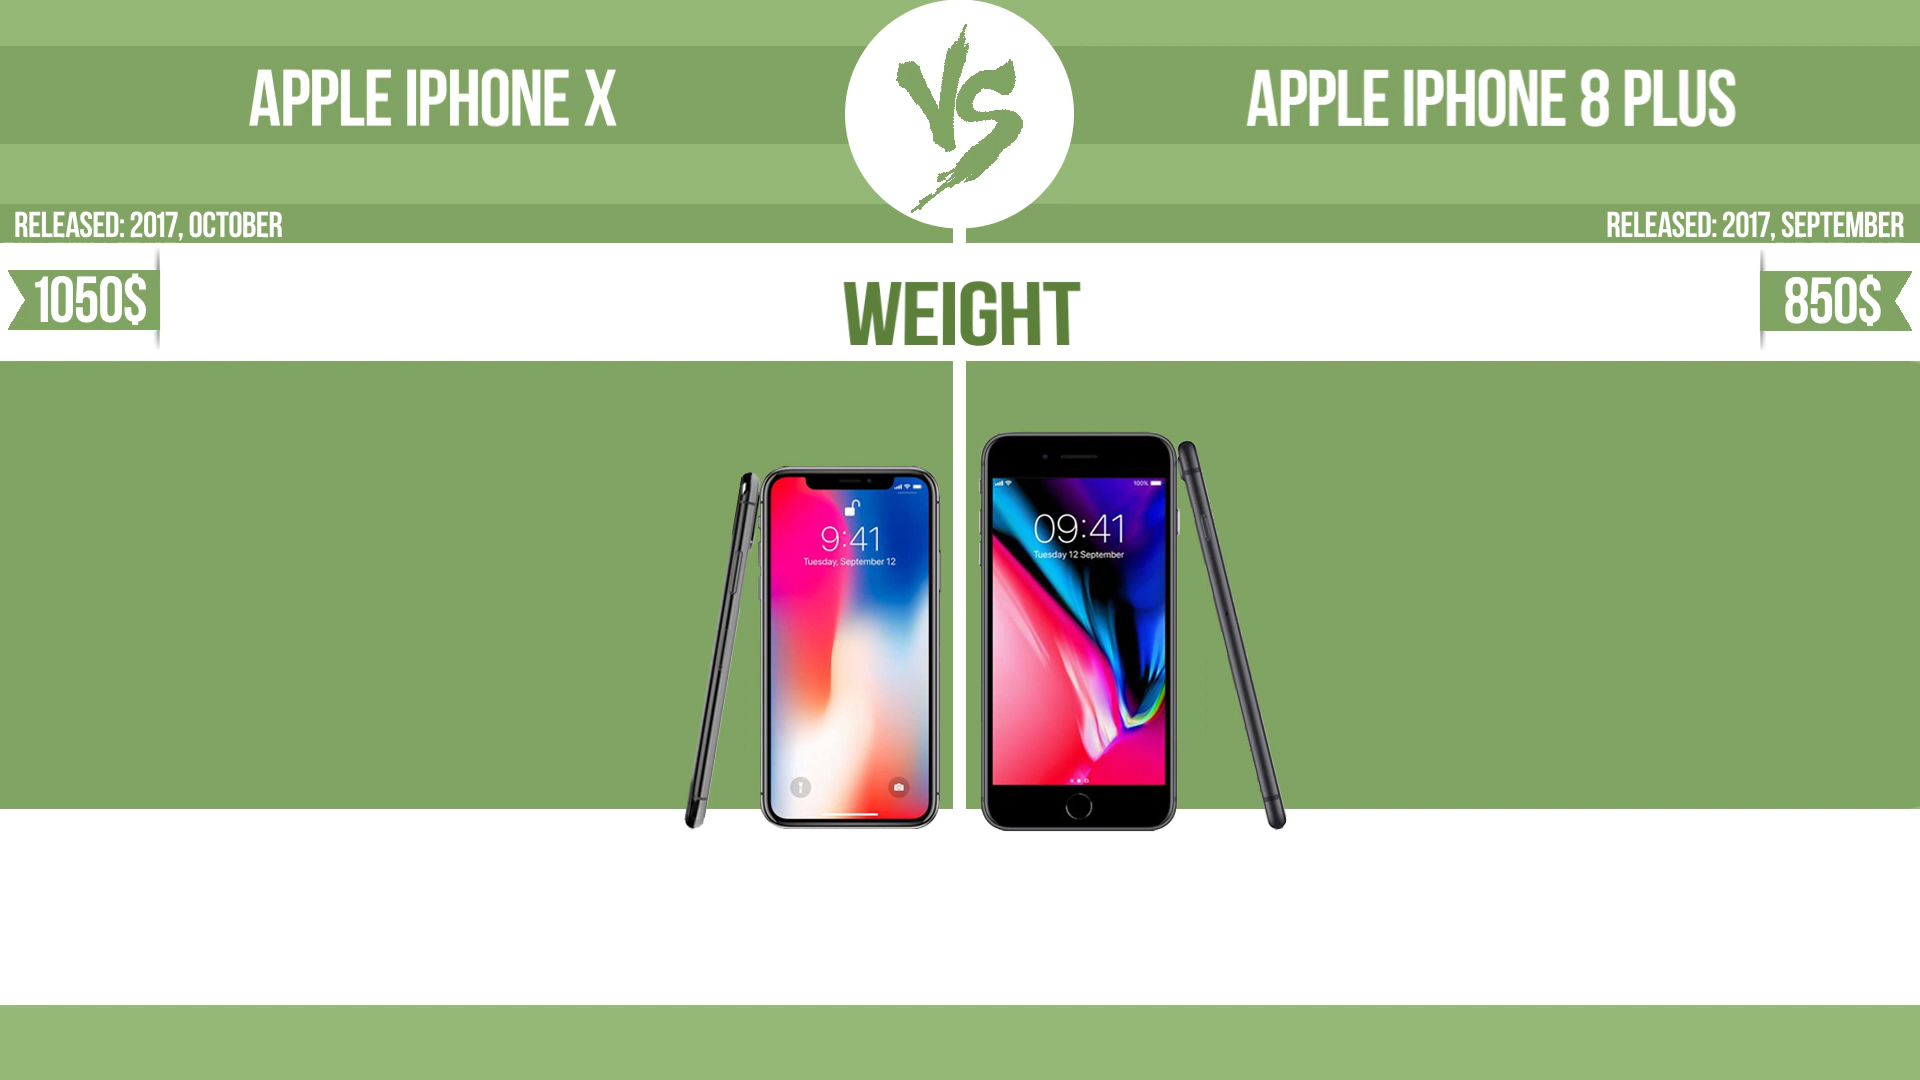 APPLE IPHONE X
VS
APPLE IPHONE 8 PLUS
RELEASED: 2017, OCTOBER
RELEASED: 2017, SEPTEMBER
1050$
WEIGHT
850$
9:41
Tuesday, September 12
100%
09:41
Tuesday 12 September